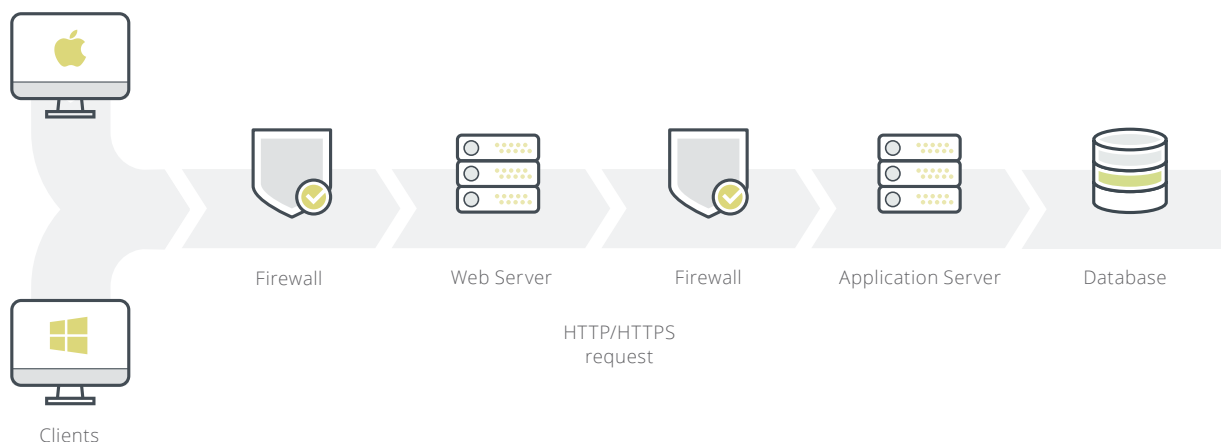 Firewall
Web Server
Firewall
Application Server
Database
HTTP/HTTPS
request
Clients